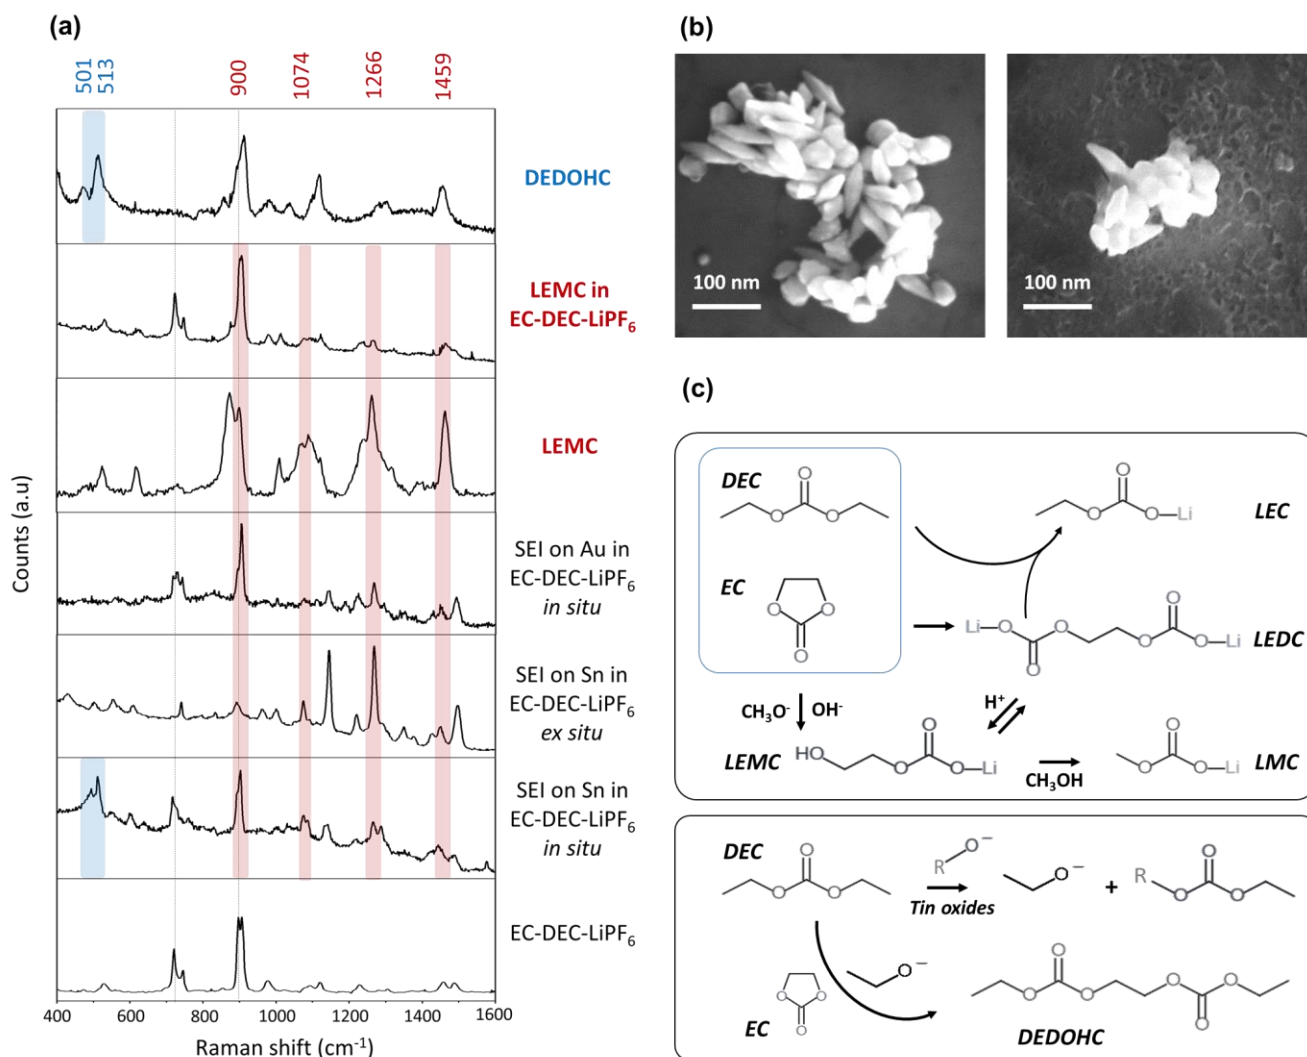 (a)
501
513
900
1074
1266
1459
DEDOHC
LEMC in
EC-DEC-LiPF6
LEMC
SEI on Au in
EC-DEC-LiPF6
in situ
SEI on Sn in
EC-DEC-LiPF6
ex situ
SEI on Sn in
EC-DEC-LiPF6
in situ
EC-DEC-LiPF6
Counts (a.u)
400 600 800 1000 1200 1400 1600
Raman shift (cm-1)
(b)
100 nm
100 nm
(c)
DEC
O
O O
O
O O—Li
LEC
EC
O O
O
Li—O O O
O O O—Li
LEDC
CH3O- OH-
H+
LEMC
HO O
O O—Li
CH3OH
O
O O—Li
LMC
DEC
O
O O
R O−
Tin oxides
O−
+
R O
O O
EC
O O
O
O−
O O
O O O O
DEDOHC